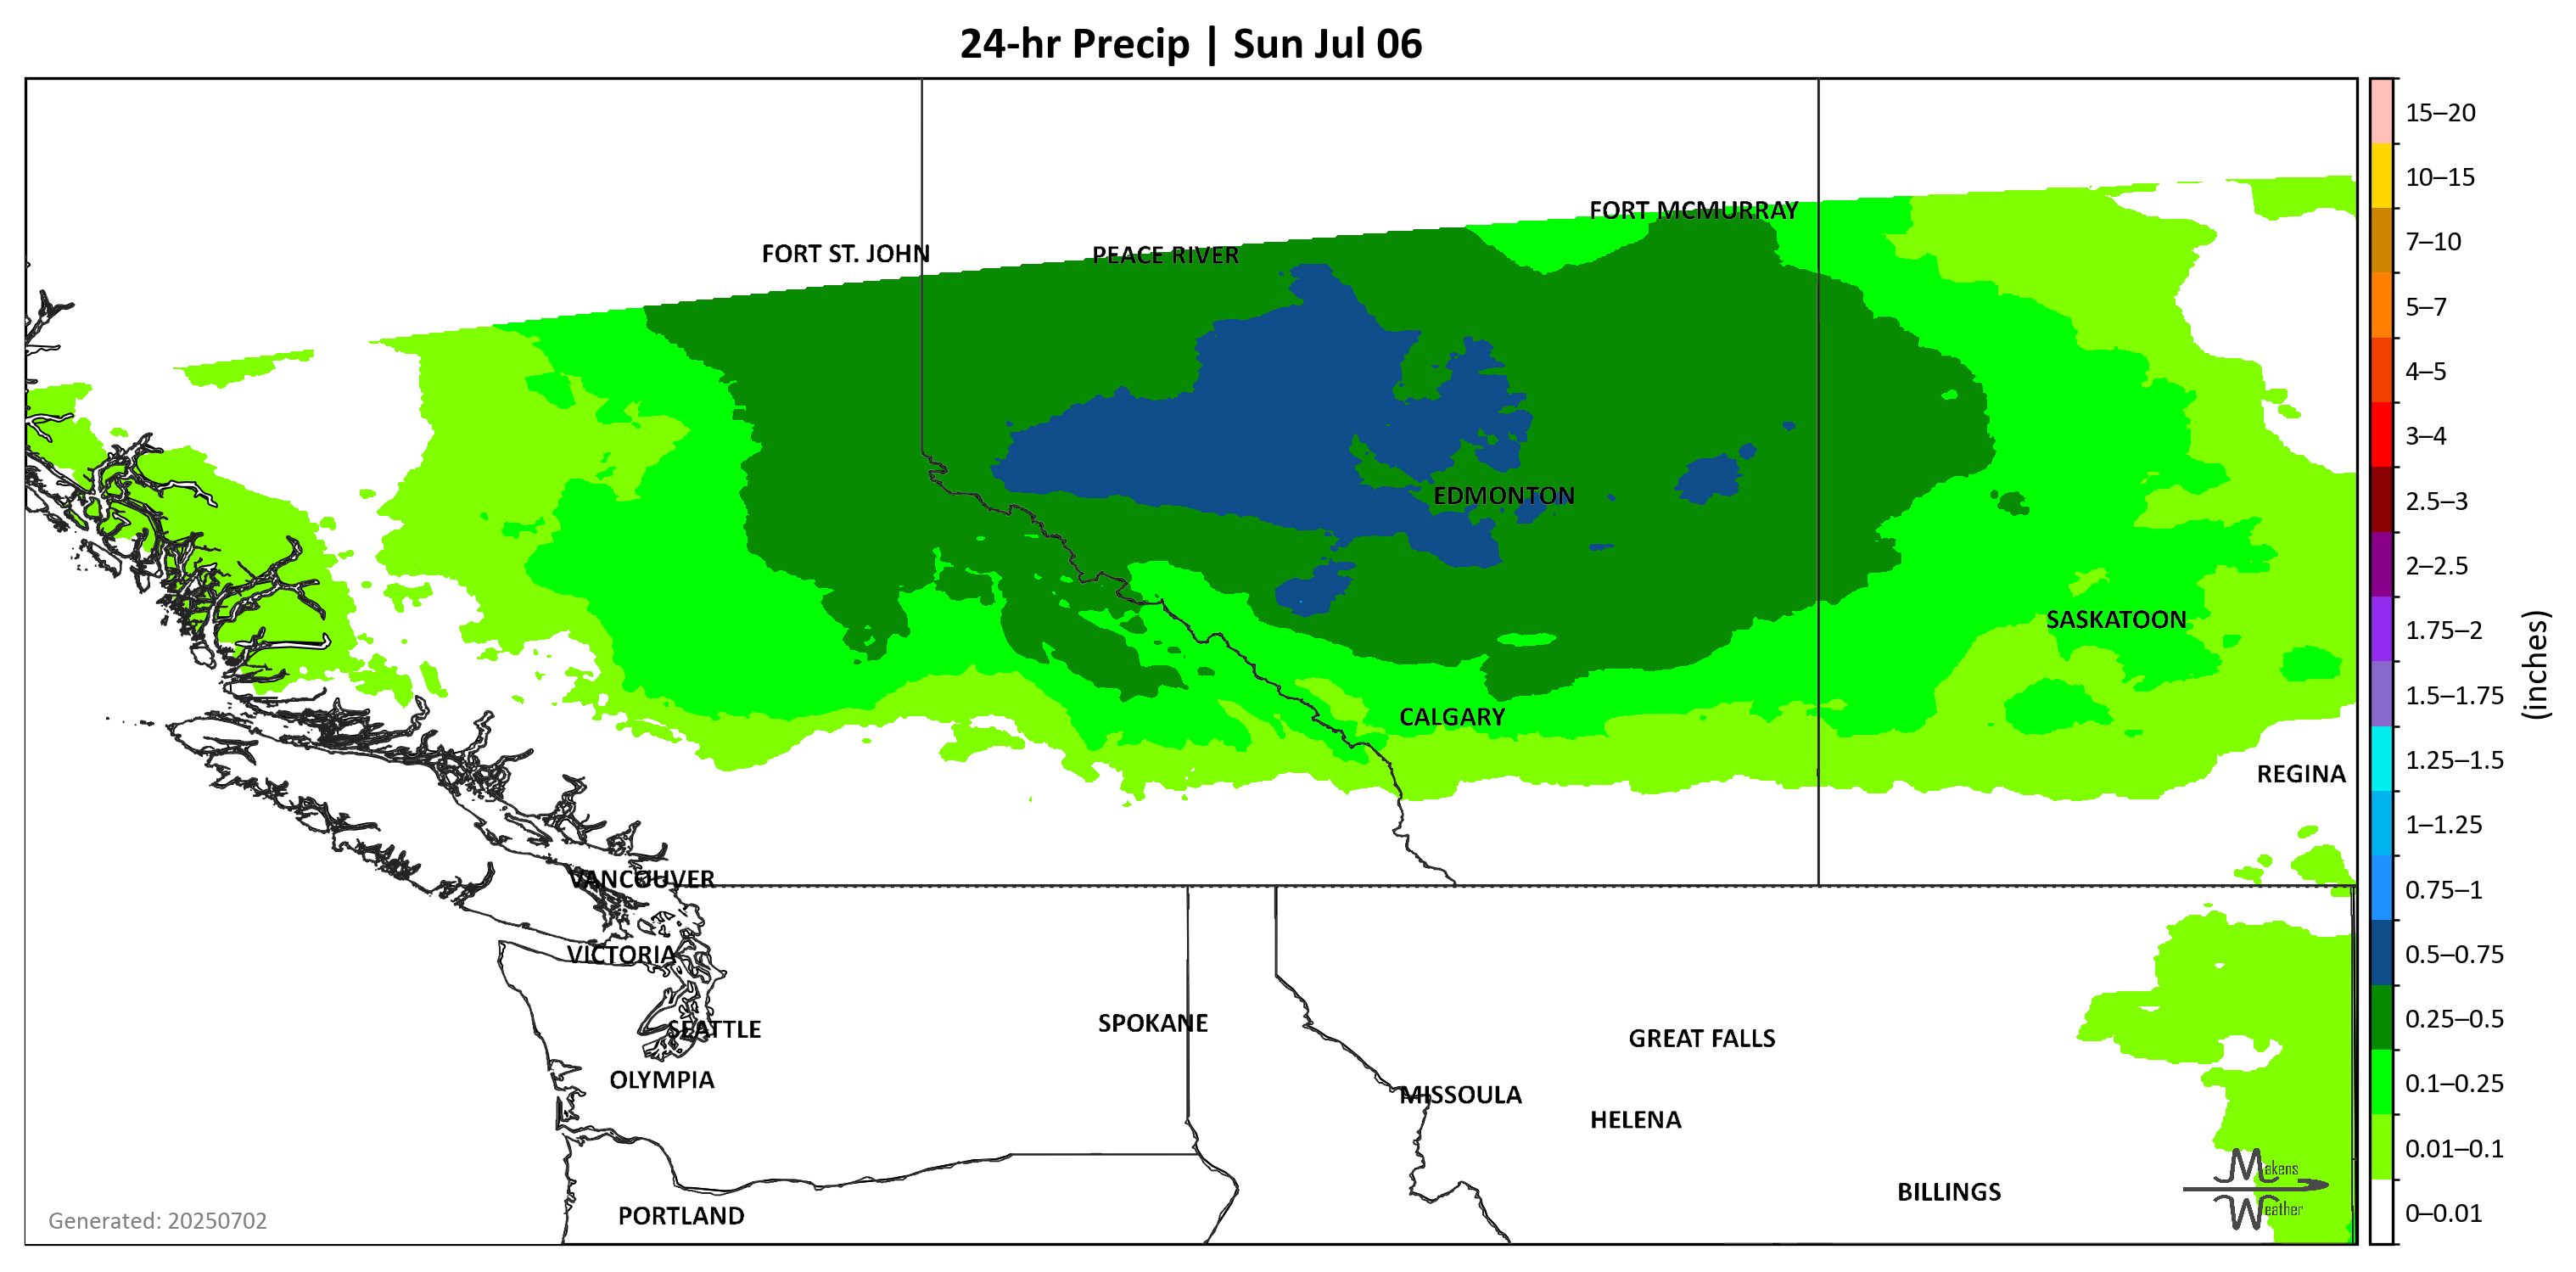 24-hr Precip | Sun Jul 06
15–20
10–15
7–10
5–7
4–5
3–4
2.5–3
2–2.5
1.75–2
1.5–1.75
1.25–1.5
1–1.25
0.75–1
0.5–0.75
0.25–0.5
0.1–0.25
0.01–0.1
0–0.01
(inches)
FORT MCMURRAY
FORT ST. JOHN
PEACE RIVER
EDMONTON
SASKATOON
CALGARY
REGINA
VANCOUVER
VICTORIA
SEATTLE
SPOKANE
GREAT FALLS
OLYMPIA
MISSOULA
HELENA
BILLINGS
PORTLAND
Makens
Weather
Generated: 20250702